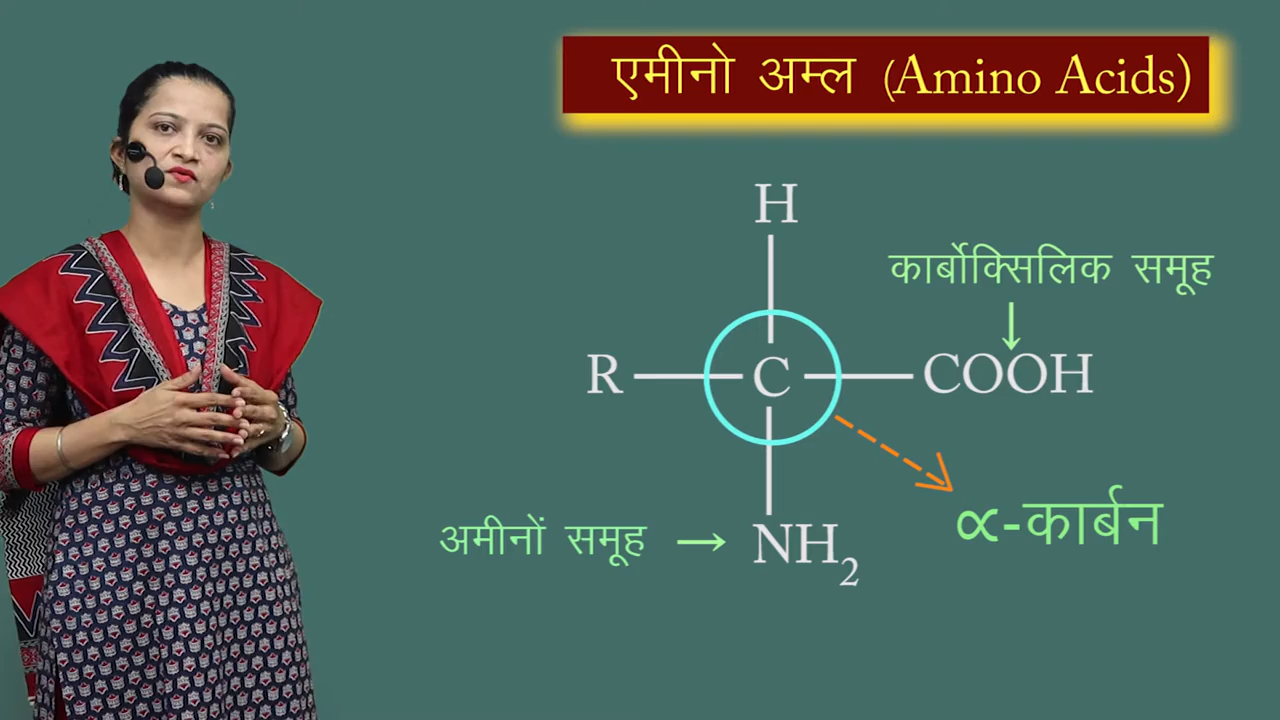 एमीनो अम्ल (Amino Acids)
H
कार्बोक्सिलिक समूह
↓
R — C — COOH
∝-कार्बन
अमीनों समूह → NH₂